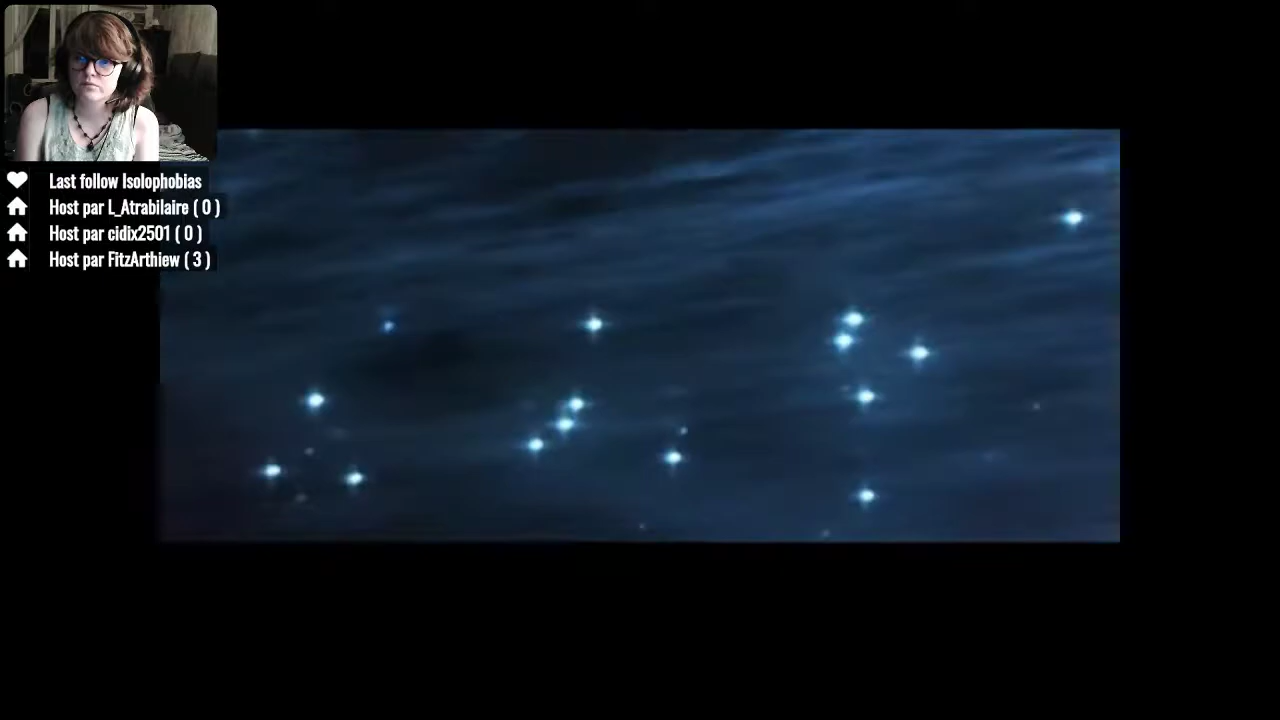 Last follow Isolophobias
Host par L_Atrabilaire ( 0 )
Host par cidix2501 ( 0 )
Host par FitzArthiew ( 3 )